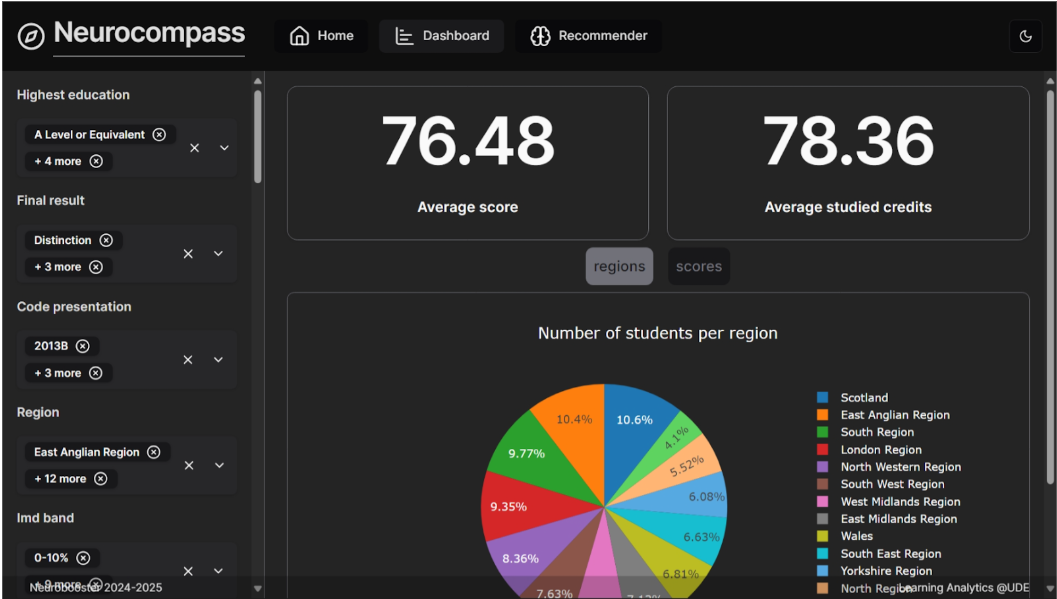 Neurocompass
Home
Dashboard
Recommender
Highest education
A Level or Equivalent
+ 4 more
Final result
Distinction
+ 3 more
Code presentation
2013B
+ 3 more
Region
East Anglian Region
+ 12 more
Imd band
0-10%
+ 9 more
Neurobooster 2024-2025
76.48
Average score
78.36
Average studied credits
regions
scores
Number of students per region
10.4%
10.6%
4.1%
9.77%
5.52%
6.08%
9.35%
6.63%
8.36%
6.81%
7.63%
7.12%
Scotland
East Anglian Region
South Region
London Region
North Western Region
South West Region
West Midlands Region
East Midlands Region
Wales
South East Region
Yorkshire Region
North Region
Learning Analytics @UDE